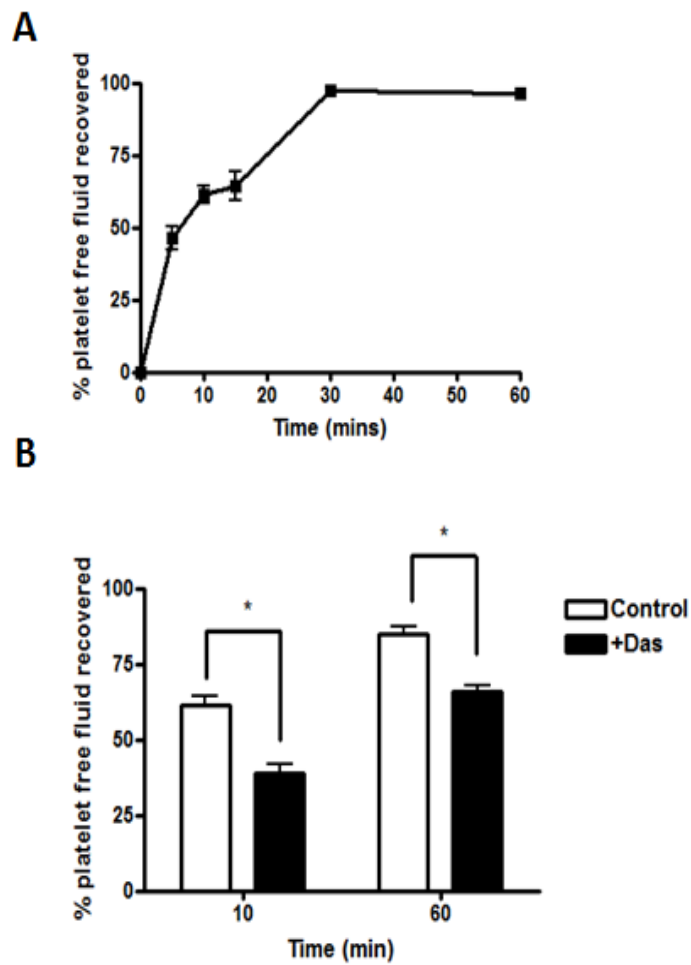 A
% platelet free fluid recovered
100
75
50
25
0
0 10 20 30 40 50 60
Time (mins)
B
% platelet free fluid recovered
100
75
50
25
0
*
*
10 60
Time (min)
Control
+Das